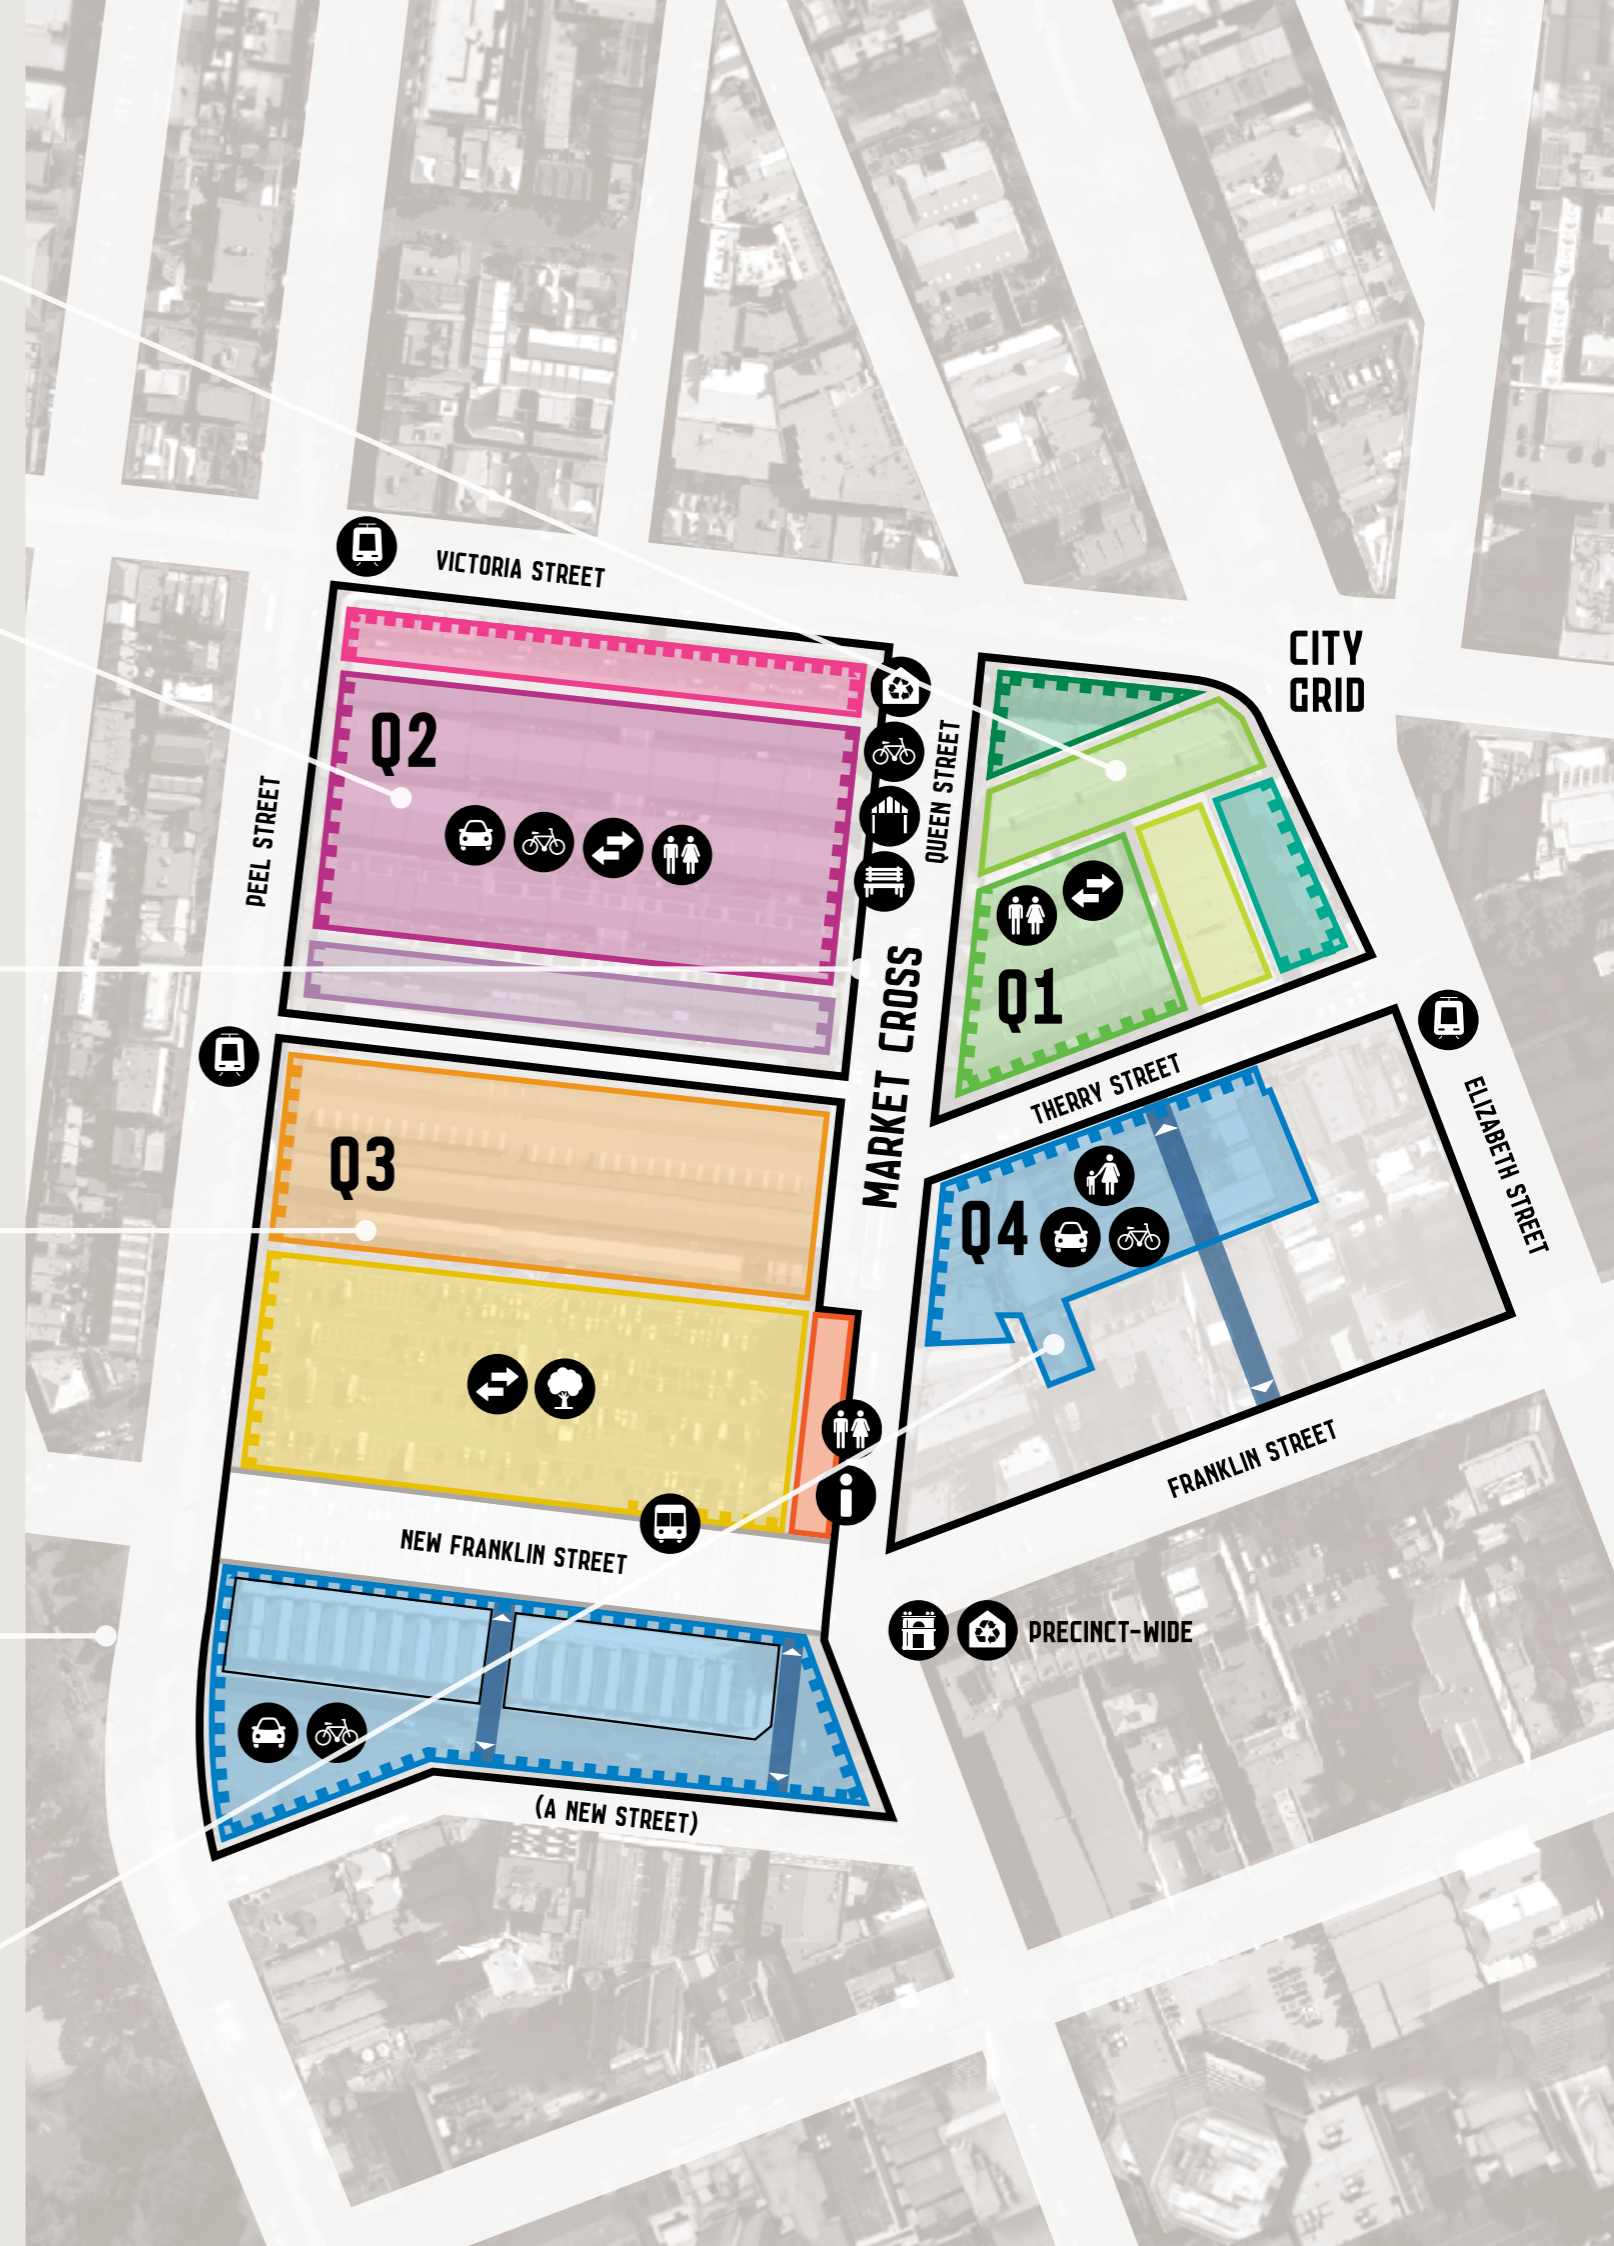 VICTORIA STREET
CITY
GRID
Q2
PEEL STREET
QUEEN STREET
Q1
MARKET CROSS
THERRY STREET
ELIZABETH STREET
Q3
Q4
FRANKLIN STREET
NEW FRANKLIN STREET
PRECINCT-WIDE
(A NEW STREET)